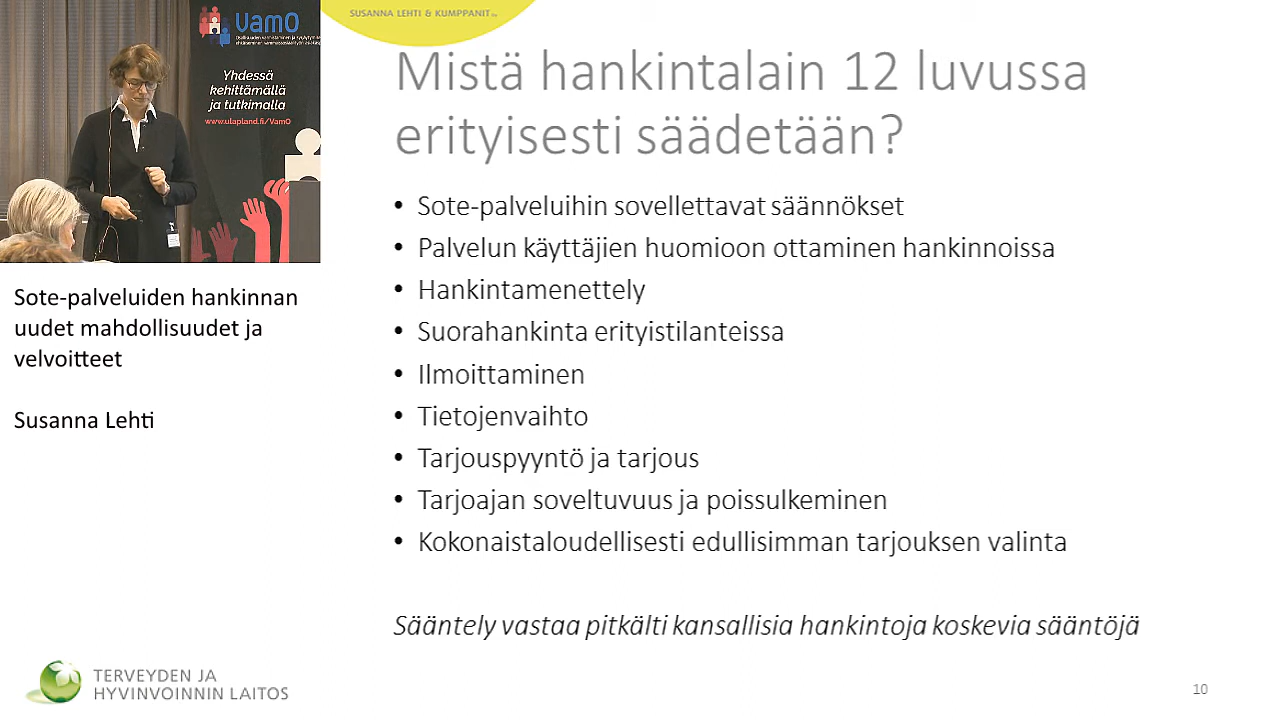 VamO
Yhdessä
kehittämällä
ja tutkimalla
www.ulapland.fi/VamO
Sote-palveluiden hankinnan
uudet mahdollisuudet ja
velvoitteet
Susanna Lehti
SUSANNA LEHTI & KUMPPANIT
Mistä hankintalain 12 luvussa
erityisesti säädetään?
• Sote-palveluihin sovellettavat säännökset
• Palvelun käyttäjien huomioon ottaminen hankinnoissa
• Hankintamenettely
• Suorahankinta erityistilanteissa
• Ilmoittaminen
• Tietojenvaihto
• Tarjouspyyntö ja tarjous
• Tarjoajan soveltuvuus ja poissulkeminen
• Kokonaistaloudellisesti edullisimman tarjouksen valinta
Sääntely vastaa pitkälti kansallisia hankintoja koskevia sääntöjä
TERVEYDEN JA
HYVINVOINNIN LAITOS
10